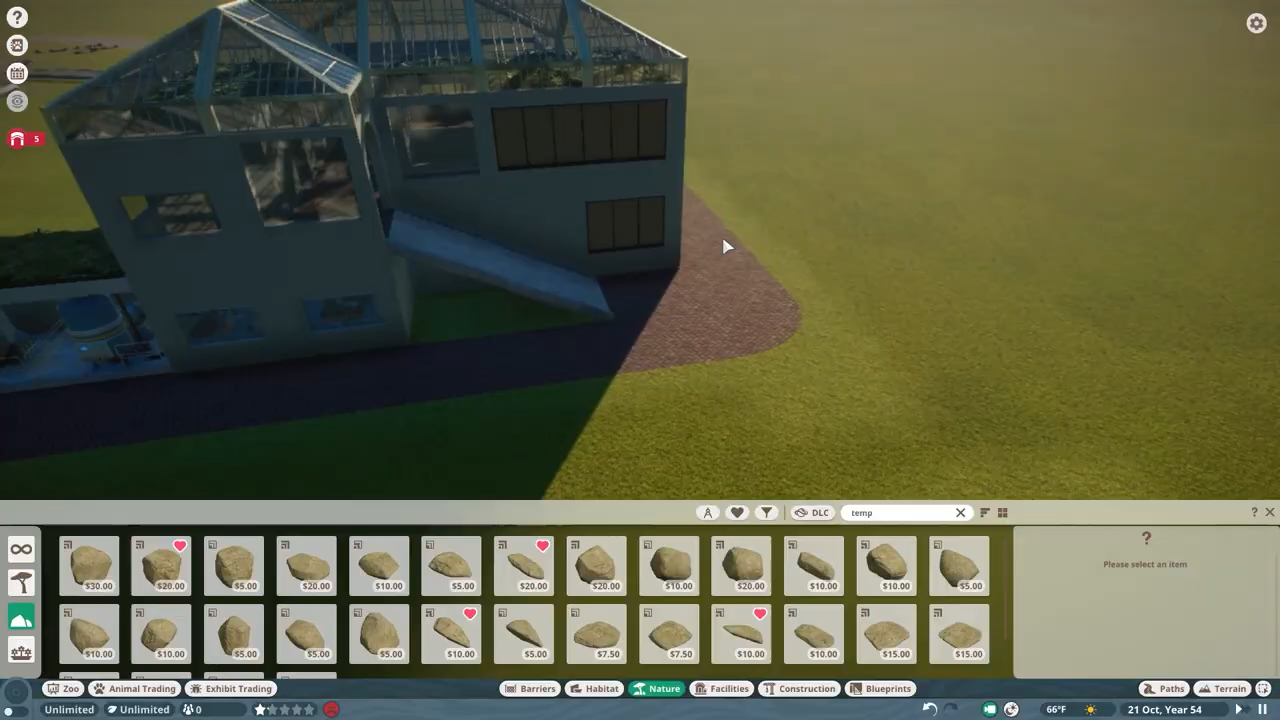 5
DLC
temp
?
$30.00 $20.00 $5.00 $20.00 $10.00 $5.00 $20.00 $20.00 $10.00 $20.00 $10.00 $10.00 $5.00
?
Please select an item
$10.00 $10.00 $5.00 $5.00 $5.00 $10.00 $5.00 $7.50 $7.50 $10.00 $10.00 $15.00 $15.00
Zoo Animal Trading Exhibit Trading Barriers Habitat Nature Facilities Construction Blueprints Paths Terrain
Unlimited Unlimited 0 66°F 21 Oct, Year 54